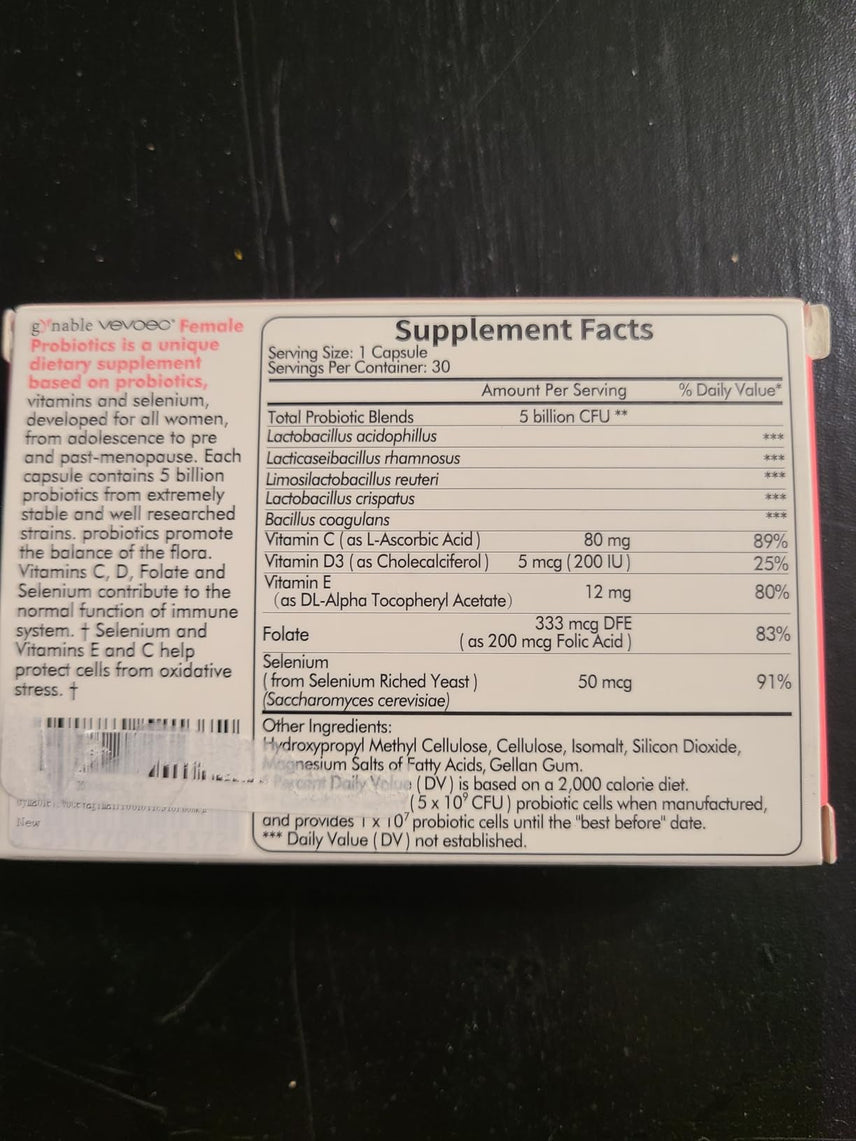 gynable VEVOEO® Female
Probiotics is a unique
dietary supplement
based on probiotics,
vitamins and selenium,
developed for all women,
from adolescence to pre
and past-menopause. Each
capsule contains 5 billion
probiotics from extremely
stable and well researched
strains. probiotics promote
the balance of the flora.
Vitamins C, D, Folate and
Selenium contribute to the
normal function of immune
system. † Selenium and
Vitamins E and C help
protect cells from oxidative
stress. †
New
Supplement Facts
Serving Size: 1 Capsule
Servings Per Container: 30
Amount Per Serving % Daily Value*
Total Probiotic Blends 5 billion CFU **
Lactobacillus acidophillus ***
Lacticaseibacillus rhamnosus ***
Limosilactobacillus reuteri ***
Lactobacillus crispatus ***
Bacillus coagulans ***
Vitamin C ( as L-Ascorbic Acid ) 80 mg 89%
Vitamin D3 ( as Cholecalciferol ) 5 mcg ( 200 IU ) 25%
Vitamin E
(as DL-Alpha Tocopheryl Acetate) 12 mg 80%
Folate 333 mcg DFE
( as 200 mcg Folic Acid ) 83%
Selenium
( from Selenium Riched Yeast ) 50 mcg 91%
(Saccharomyces cerevisiae)
Other Ingredients:
Hydroxypropyl Methyl Cellulose, Cellulose, Isomalt, Silicon Dioxide,
Magnesium Salts of Fatty Acids, Gellan Gum.
* Percent Daily Value ( DV ) is based on a 2,000 calorie diet.
( 5 x 10⁹ CFU ) probiotic cells when manufactured,
and provides 1 x 10⁷ probiotic cells until the "best before" date.
*** Daily Value ( DV ) not established.